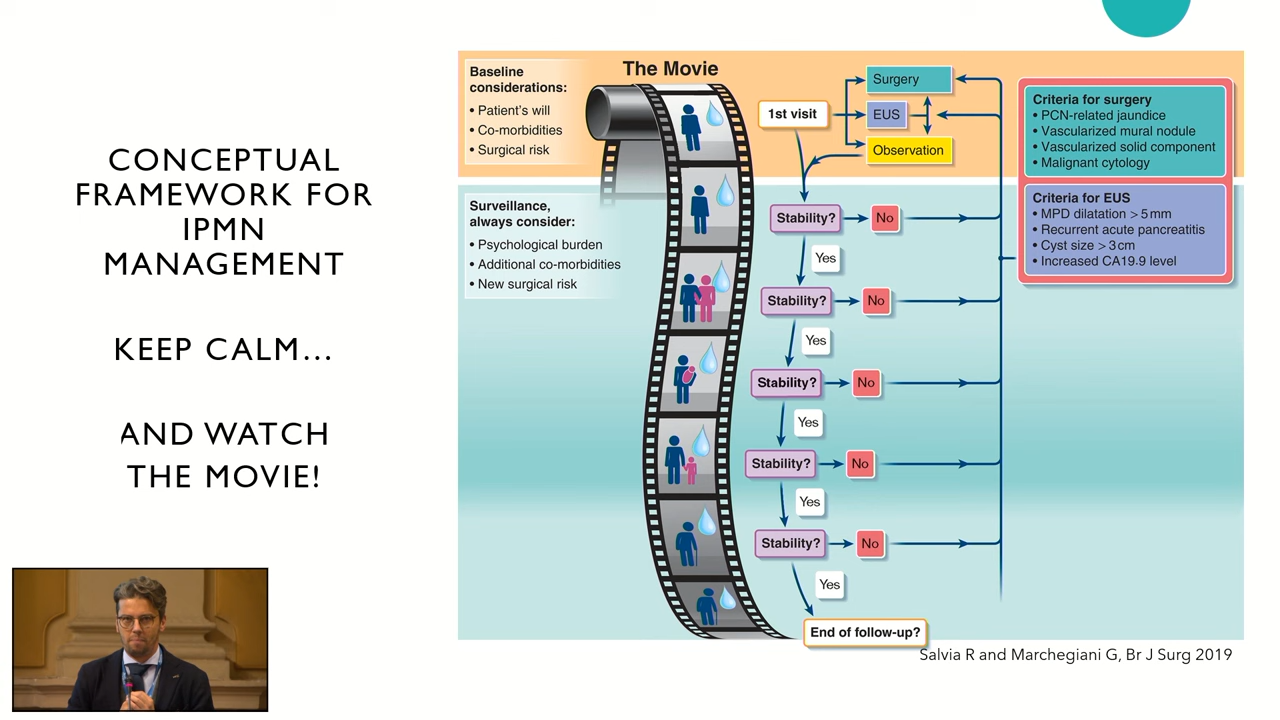 CONCEPTUAL
FRAMEWORK FOR
IPMN
MANAGEMENT
KEEP CALM...
AND WATCH
THE MOVIE!
Baseline
considerations:
• Patient's will
• Co-morbidities
• Surgical risk
Surveillance,
always consider:
• Psychological burden
• Additional co-morbidities
• New surgical risk
The Movie
1st visit
Surgery
EUS
Observation
Stability?
No
Yes
Stability?
No
Yes
Stability?
No
Yes
Stability?
No
Yes
Stability?
No
Yes
End of follow-up?
Criteria for surgery
• PCN-related jaundice
• Vascularized mural nodule
• Vascularized solid component
• Malignant cytology
Criteria for EUS
• MPD dilatation > 5 mm
• Recurrent acute pancreatitis
• Cyst size > 3 cm
• Increased CA19.9 level
Salvia R and Marchegiani G, Br J Surg 2019